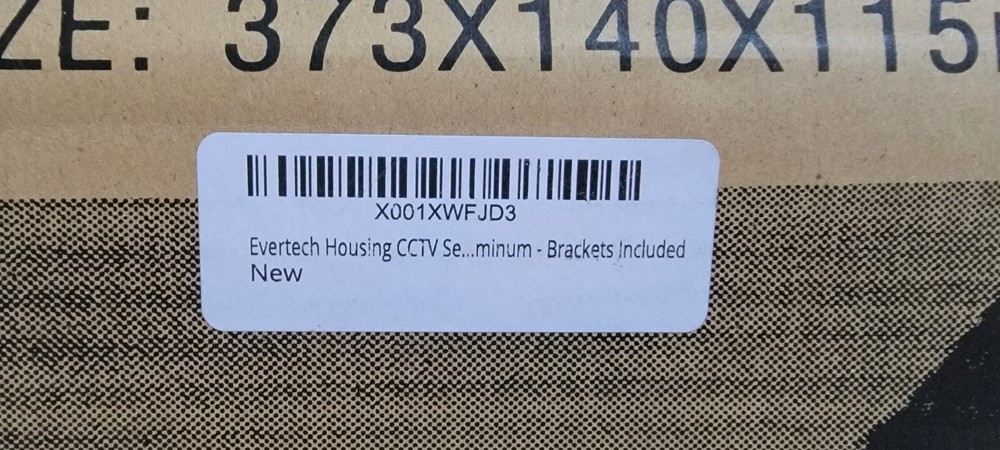 ZE: 373X140X115
X001XWFJD3
Evertech Housing CCTV Se...minum - Brackets Included
New